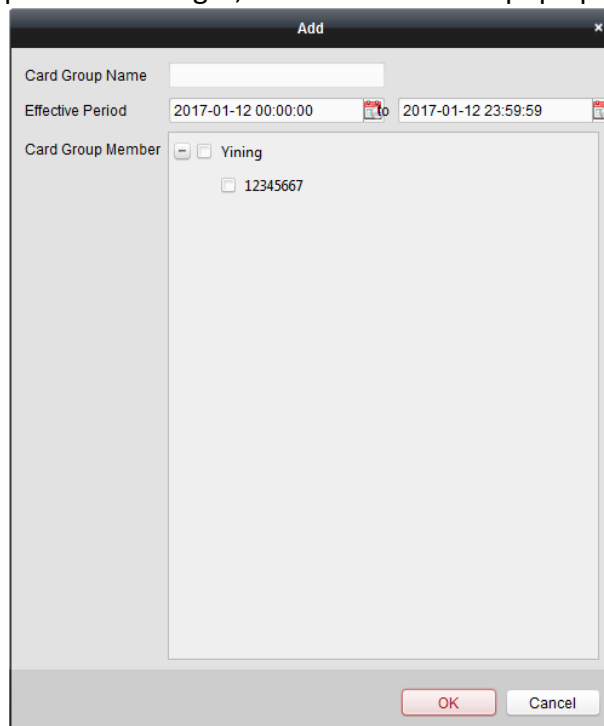 Add
Card Group Name
Effective Period 2017-01-12 00:00:00 to 2017-01-12 23:59:59
Card Group Member Yining
12345667
OK Cancel